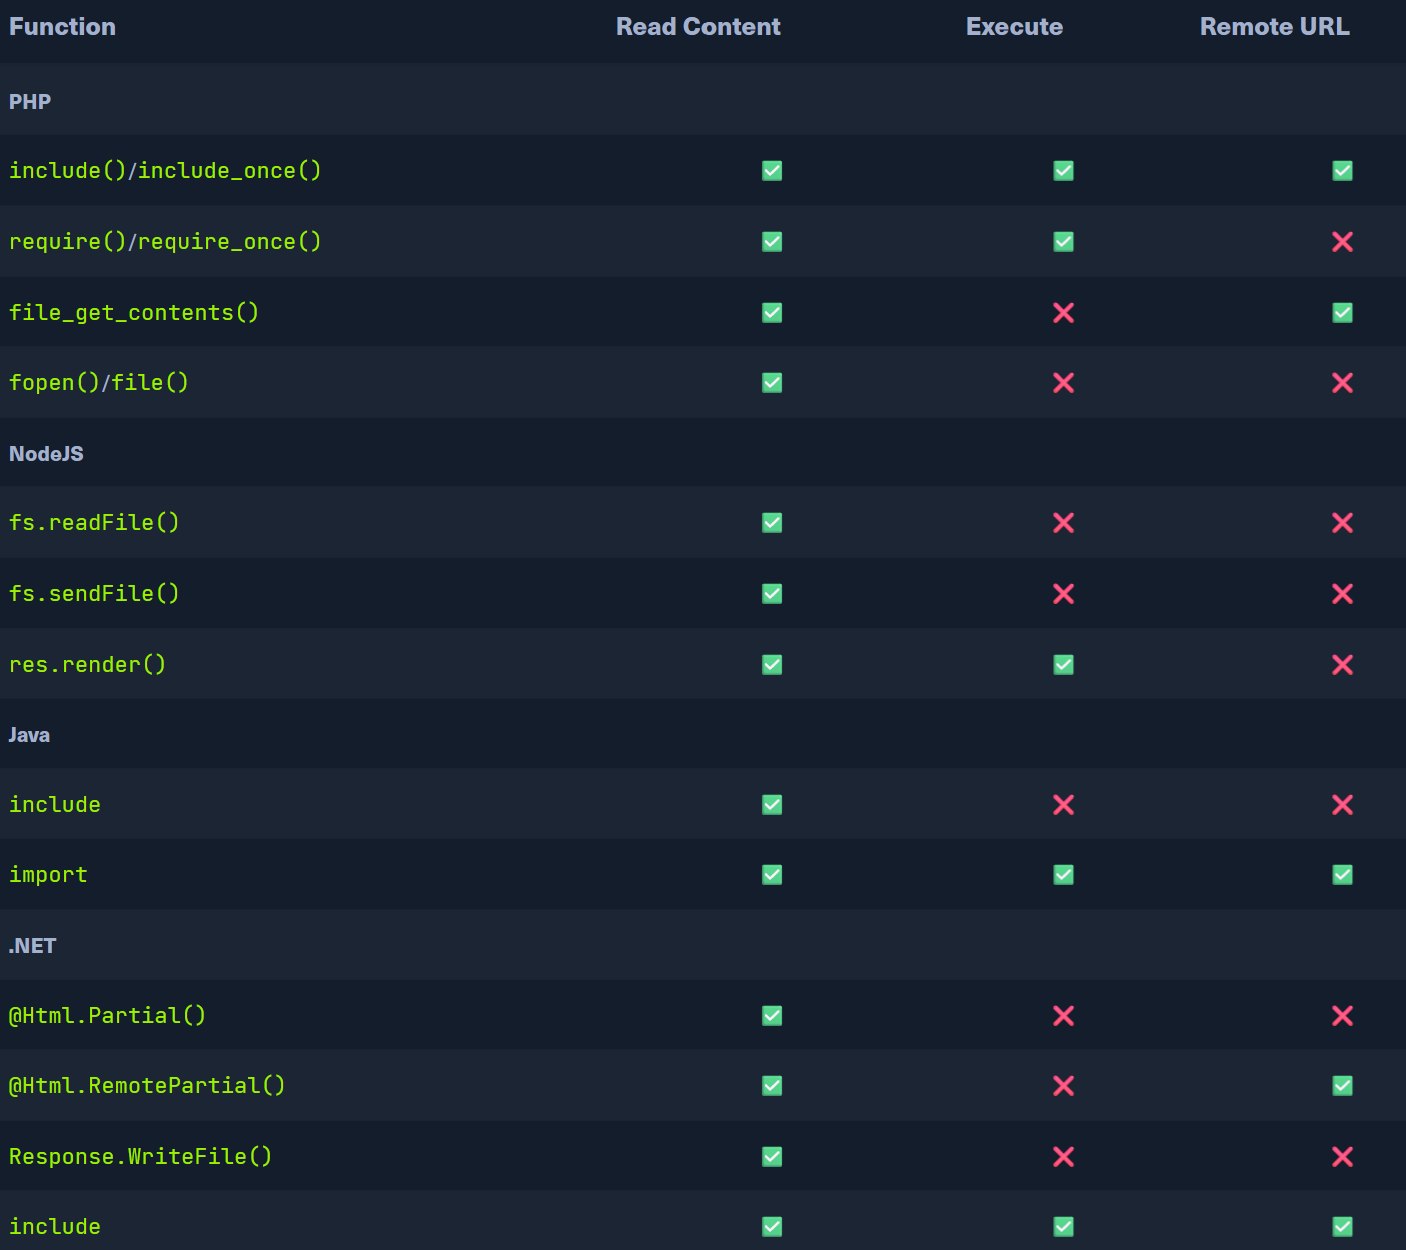 Function Read Content Execute Remote URL
PHP
include()/include_once() ✅ ✅ ✅
require()/require_once() ✅ ✅ ❌
file_get_contents() ✅ ❌ ✅
fopen()/file() ✅ ❌ ❌
NodeJS
fs.readFile() ✅ ❌ ❌
fs.sendFile() ✅ ❌ ❌
res.render() ✅ ✅ ❌
Java
include ✅ ❌ ❌
import ✅ ✅ ✅
.NET
@Html.Partial() ✅ ❌ ❌
@Html.RemotePartial() ✅ ❌ ✅
Response.WriteFile() ✅ ❌ ❌
include ✅ ✅ ✅